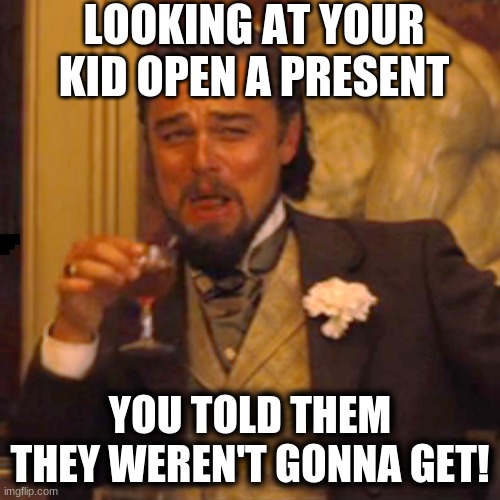 LOOKING AT YOUR
KID OPEN A PRESENT
YOU TOLD THEM
THEY WEREN'T GONNA GET!
imgflip.com